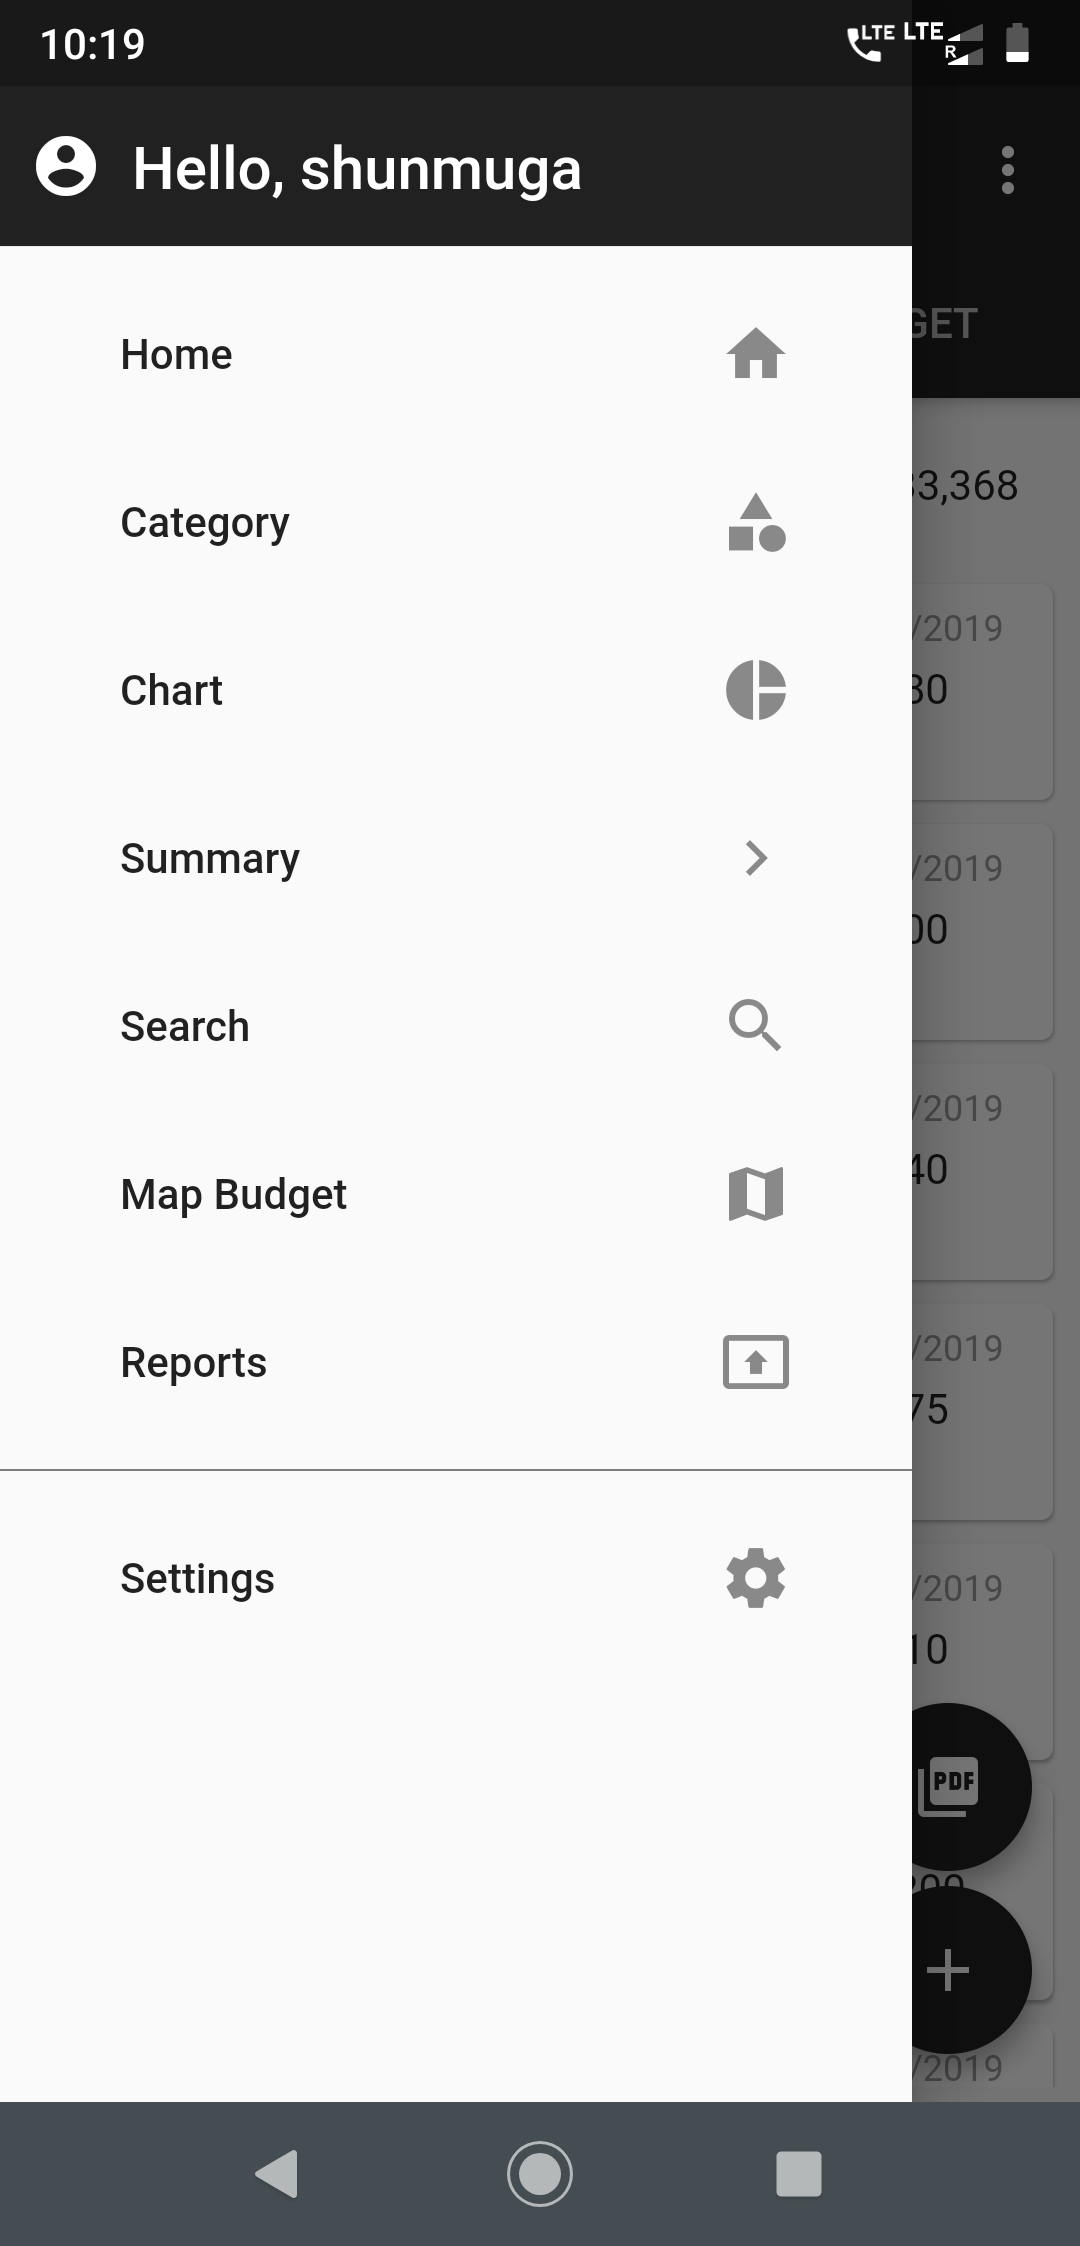 10:19
LTE LTE
R
Hello, shunmuga
GET
Home
3,368
Category
/2019
Chart
30
Summary
/2019
00
Search
/2019
Map Budget
40
Reports
/2019
75
Settings
/2019
10
PDF
/2019